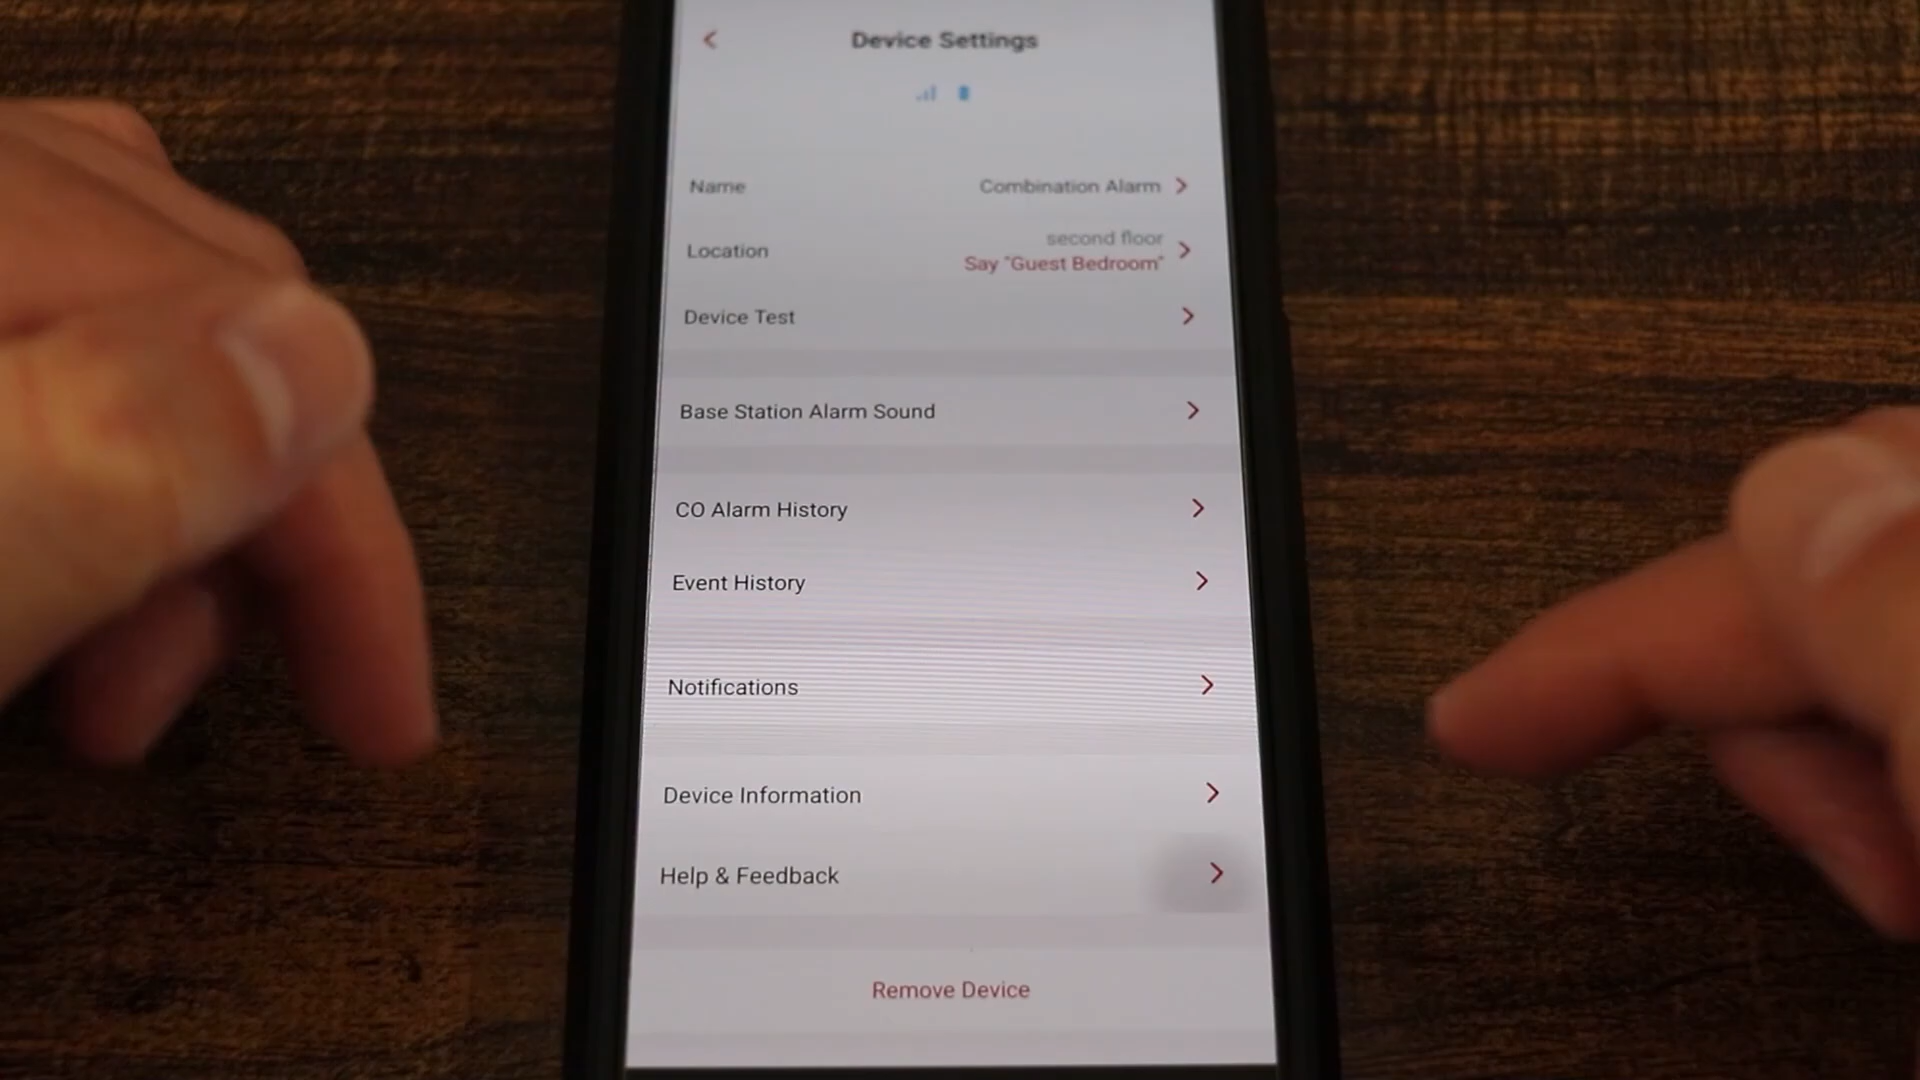 Device Settings
Name
Combination Alarm
Location
second floor
Say "Guest Bedroom"
Device Test
Base Station Alarm Sound
CO Alarm History
Event History
Notifications
Device Information
Help & Feedback
Remove Device